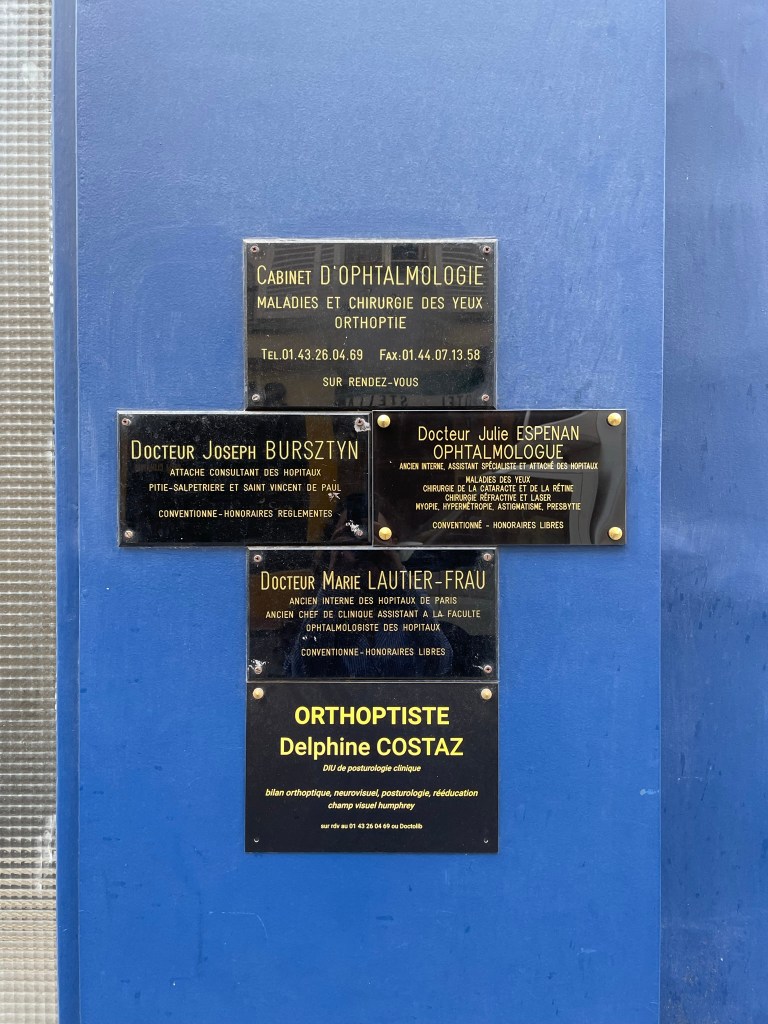 CABINET D'OPHTALMOLOGIE
MALADIES ET CHIRURGIE DES YEUX
ORTHOPTIE
TEL.01.43.26.04.69 FAX:01.44.07.13.58
SUR RENDEZ-VOUS
DOCTEUR JOSEPH BURSZTYN
ATTACHE CONSULTANT DES HOPITAUX
PITIE-SALPETRIERE ET SAINT VINCENT DE PAUL
CONVENTIONNE-HONORAIRES REGLEMENTES
Docteur Julie ESPENAN
OPHTALMOLOGUE
ANCIEN INTERNE, ASSISTANT SPÉCIALISTE ET ATTACHÉ DES HOPITAUX
MALADIES DES YEUX
CHIRURGIE DE LA CATARACTE ET DE LA RÉTINE
CHIRURGIE RÉFRACTIVE ET LASER
MYOPIE, HYPERMÉTROPIE, ASTIGMATISME, PRESBYTIE
CONVENTIONNÉ - HONORAIRES LIBRES
DOCTEUR MARIE LAUTIER-FRAU
ANCIEN INTERNE DES HOPITAUX DE PARIS
ANCIEN CHEF DE CLINIQUE ASSISTANT A LA FACULTE
OPHTALMOLOGISTE DES HOPITAUX
CONVENTIONNE-HONORAIRES LIBRES
ORTHOPTISTE
Delphine COSTAZ
DIU de posturologie clinique
bilan orthoptique, neurovisuel, posturologie, rééducation
champ visuel humphrey
sur rdv au 01 43 26 04 69 ou Doctolib